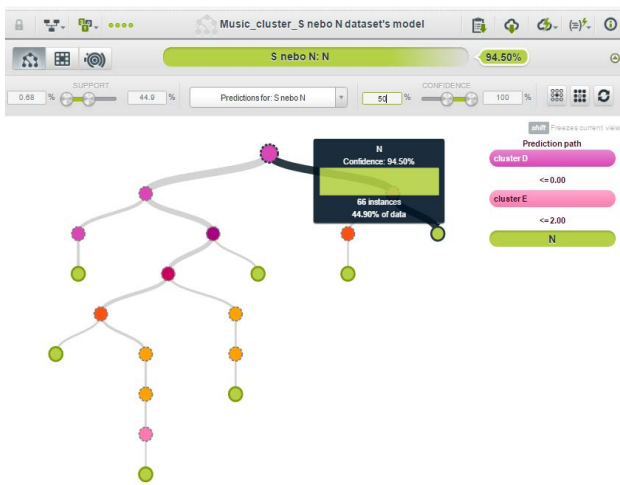 Music_cluster_S nebo N dataset's model
S nebo N: N
94.50%
SUPPORT
0.68 %
44.9 %
Predictions for: S nebo N
50 %
CONFIDENCE
100 %
shift Freezes current view
Prediction path
cluster D
<=0.00
cluster E
<=2.00
N
N
Confidence: 94.50%
66 instances
44.90% of data